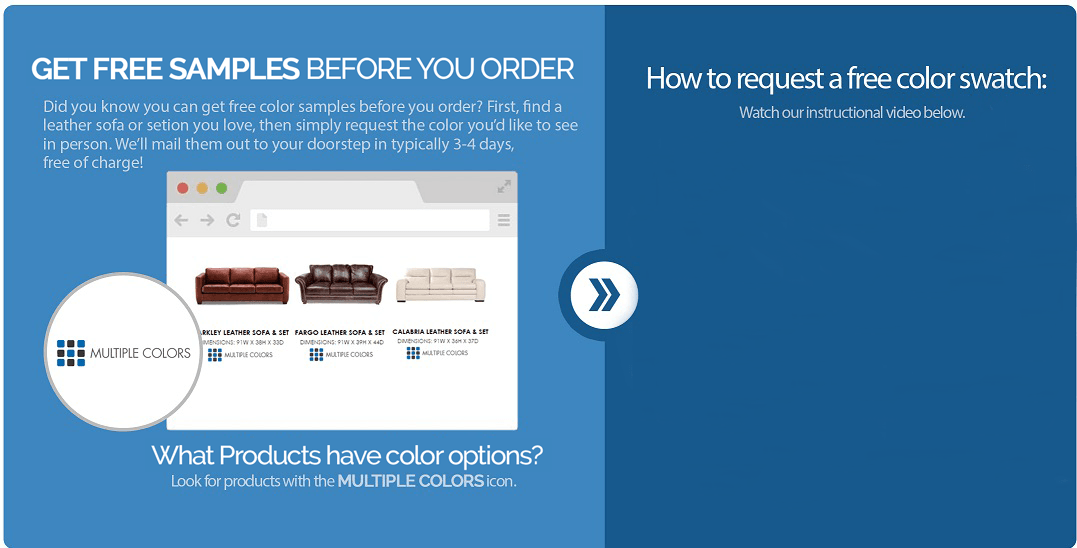 GET FREE SAMPLES BEFORE YOU ORDER
Did you know you can get free color samples before you order? First, find a
leather sofa or setion you love, then simply request the color you'd like to see
in person. We'll mail them out to your doorstep in typically 3-4 days,
free of charge!
RKLEY LEATHER SOFA & SET
IMENSIONS: 91W X 38H X 33D
MULTIPLE COLORS
FARGO LEATHER SOFA & SET
DIMENSIONS: 91W X 39H X 44D
MULTIPLE COLORS
CALABRIA LEATHER SOFA & SET
DIMENSIONS: 91W X 36H X 37D
MULTIPLE COLORS
MULTIPLE COLORS
What Products have color options?
Look for products with the MULTIPLE COLORS icon.
How to request a free color swatch:
Watch our instructional video below.